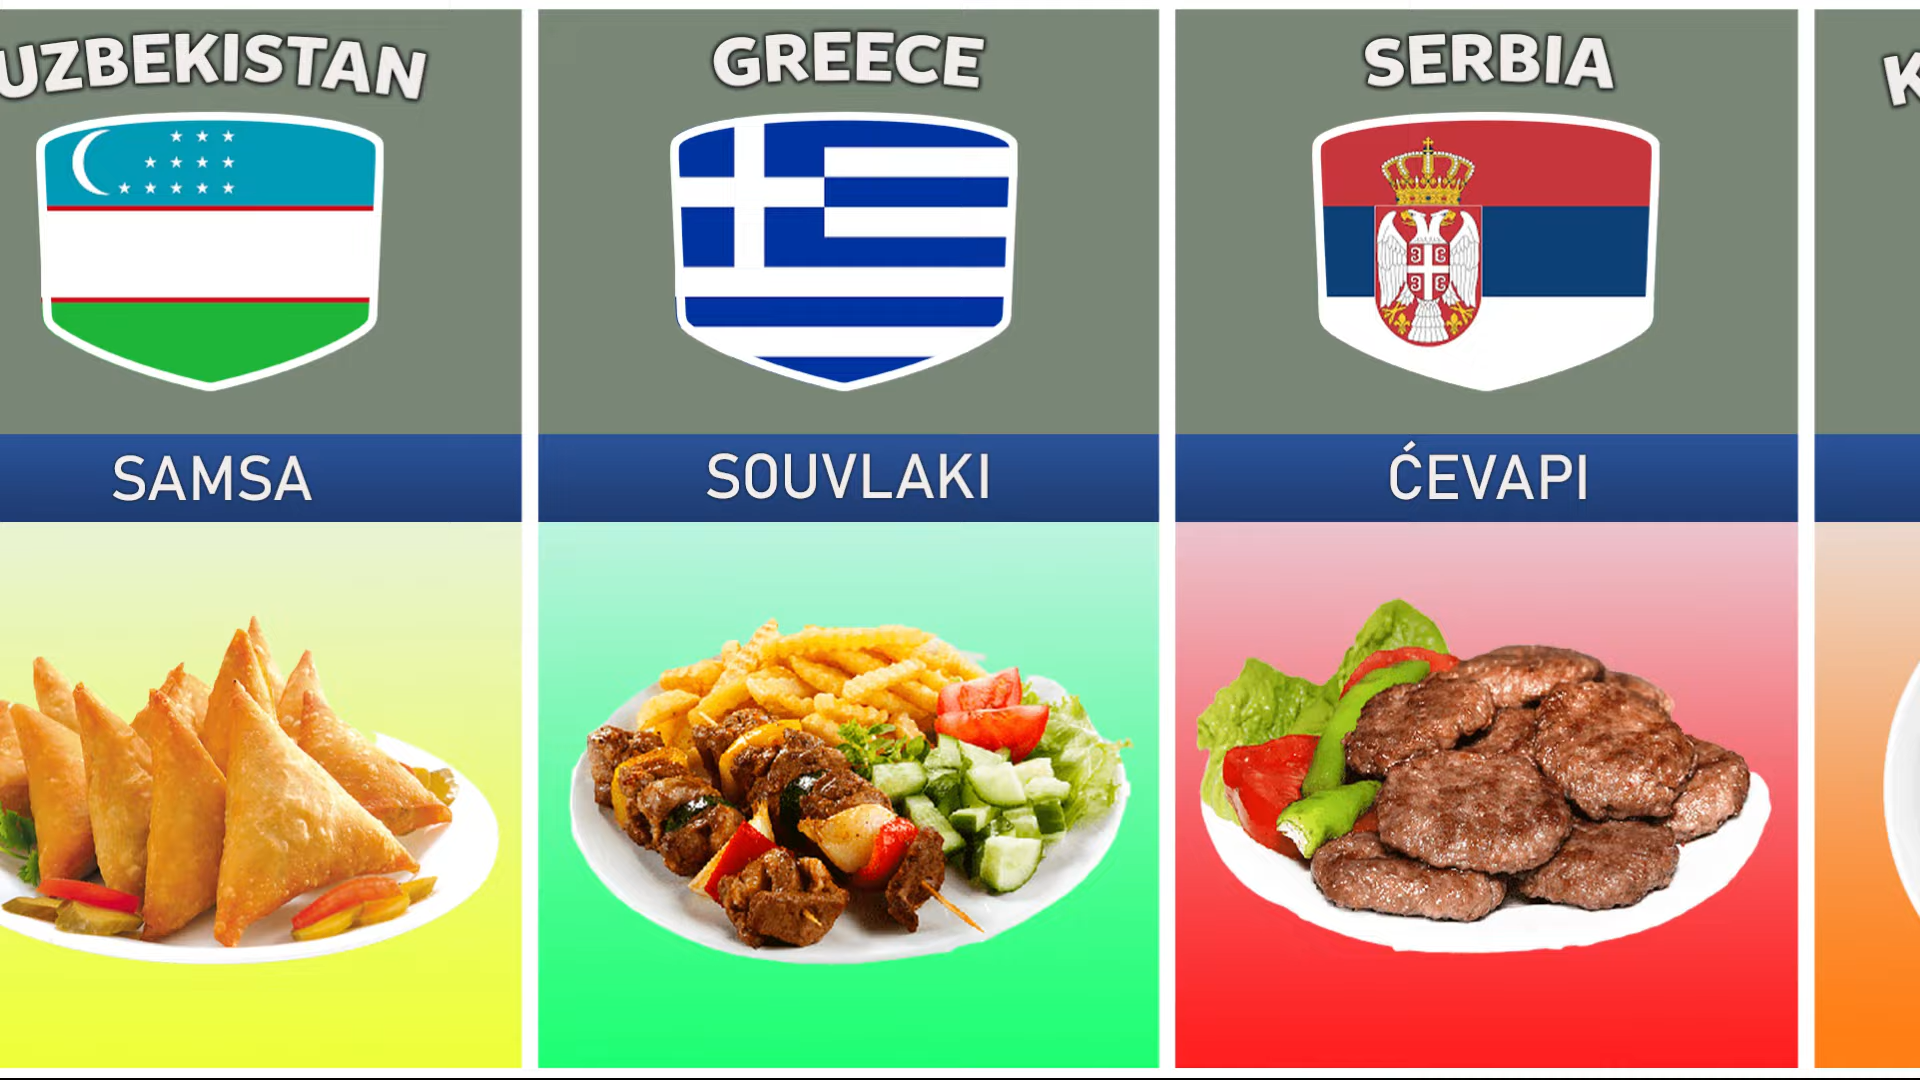 UZBEKISTAN
SAMSA
GREECE
SOUVLAKI
SERBIA
ĆEVAPI
K